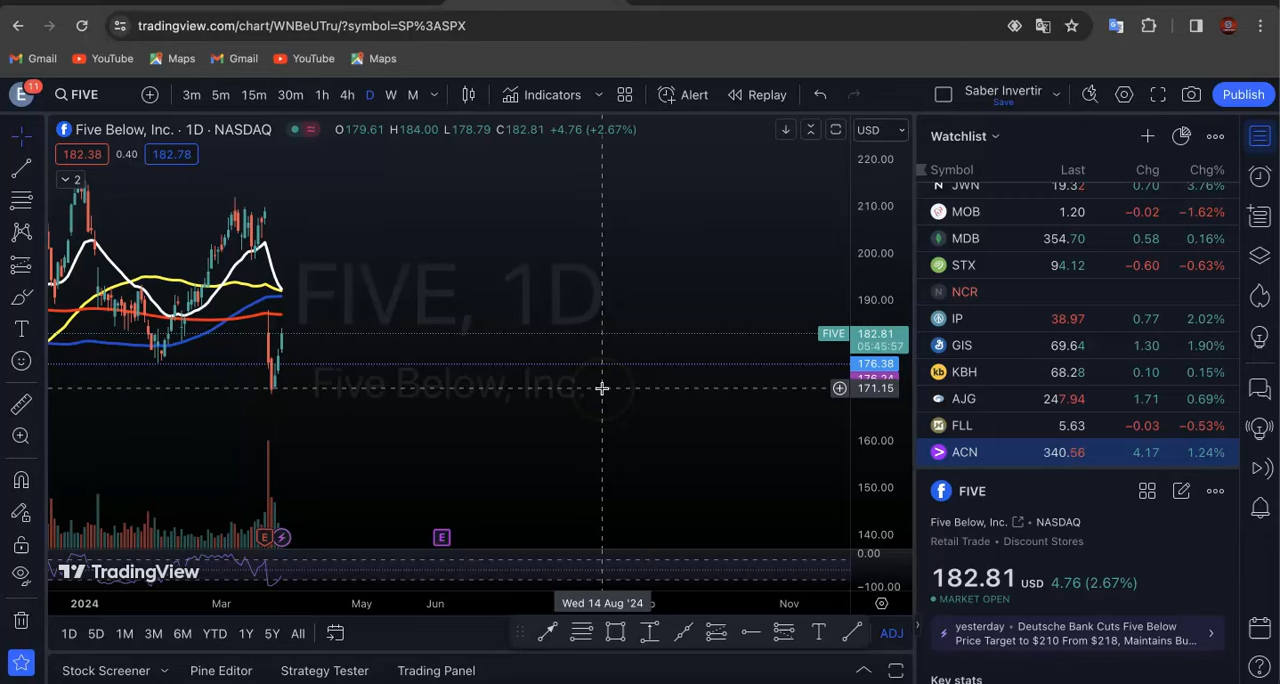 tradingview.com/chart/WNBeUTru/?symbol=SP%3ASPX
Gmail YouTube Maps Gmail YouTube Maps
E 11 FIVE 3m 5m 15m 30m 1h 4h D W M Indicators Alert Replay Saber Invertir Save Publish
Five Below, Inc. · 1D · NASDAQ O179.61 H184.00 L178.79 C182.81 +4.76 (+2.67%)
USD
182.38 0.40 182.78
2
FIVE, 1D
Five Below, Inc.
220.00
210.00
200.00
190.00
FIVE 182.81
05:45:57
176.38
171.15
160.00
150.00
140.00
0.00
−100.00
E E
TradingView
2024 Mar May Jun Wed 14 Aug '24 Nov
1D 5D 1M 3M 6M YTD 1Y 5Y All ADJ
Stock Screener Pine Editor Strategy Tester Trading Panel
Watchlist
Symbol Last Chg Chg%
JWN 19.32 0.70 3.76%
MOB 1.20 −0.02 −1.62%
MDB 354.70 0.58 0.16%
STX 94.12 −0.60 −0.63%
NCR
IP 38.97 0.77 2.02%
GIS 69.64 1.30 1.90%
KBH 68.28 0.10 0.15%
AJG 247.94 1.71 0.69%
FLL 5.63 −0.03 −0.53%
ACN 340.56 4.17 1.24%
FIVE
Five Below, Inc. NASDAQ
Retail Trade • Discount Stores
182.81 USD 4.76 (2.67%)
MARKET OPEN
yesterday • Deutsche Bank Cuts Five Below
Price Target to $210 From $218, Maintains Bu...
Key stats